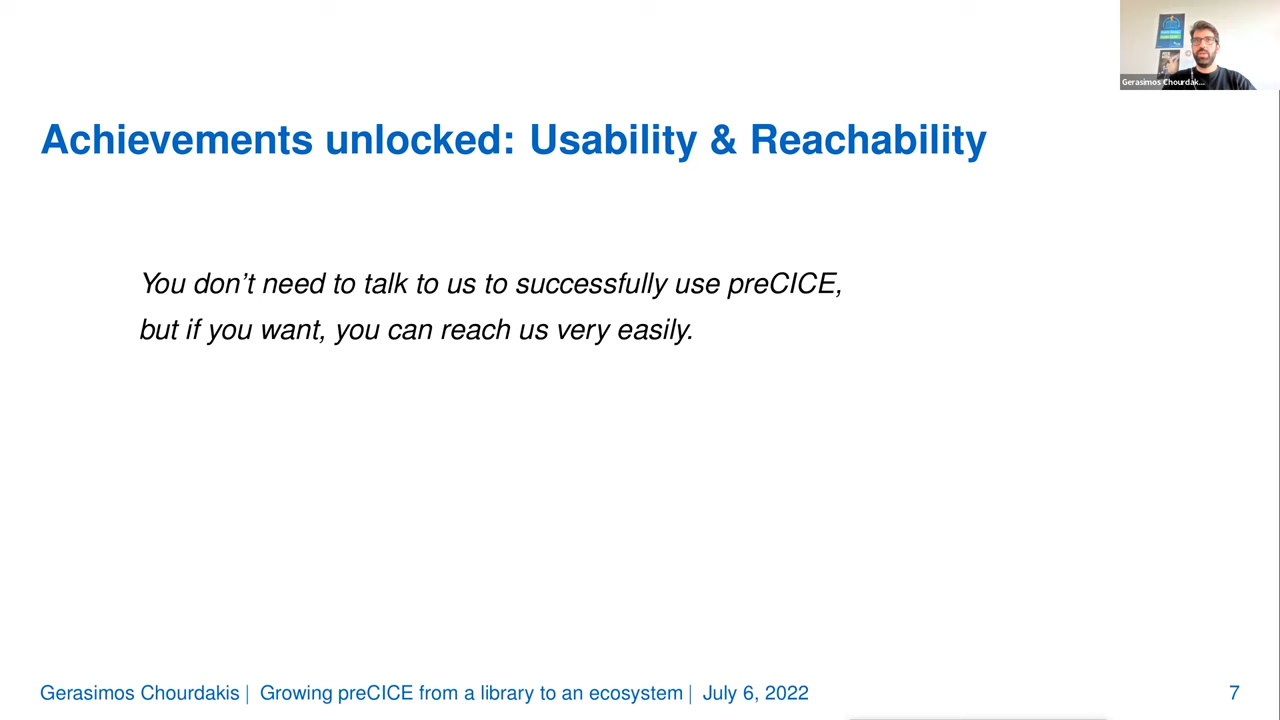 Gerasimos Chourdak...
Achievements unlocked: Usability & Reachability
You don’t need to talk to us to successfully use preCICE,
but if you want, you can reach us very easily.
Gerasimos Chourdakis | Growing preCICE from a library to an ecosystem | July 6, 2022 7